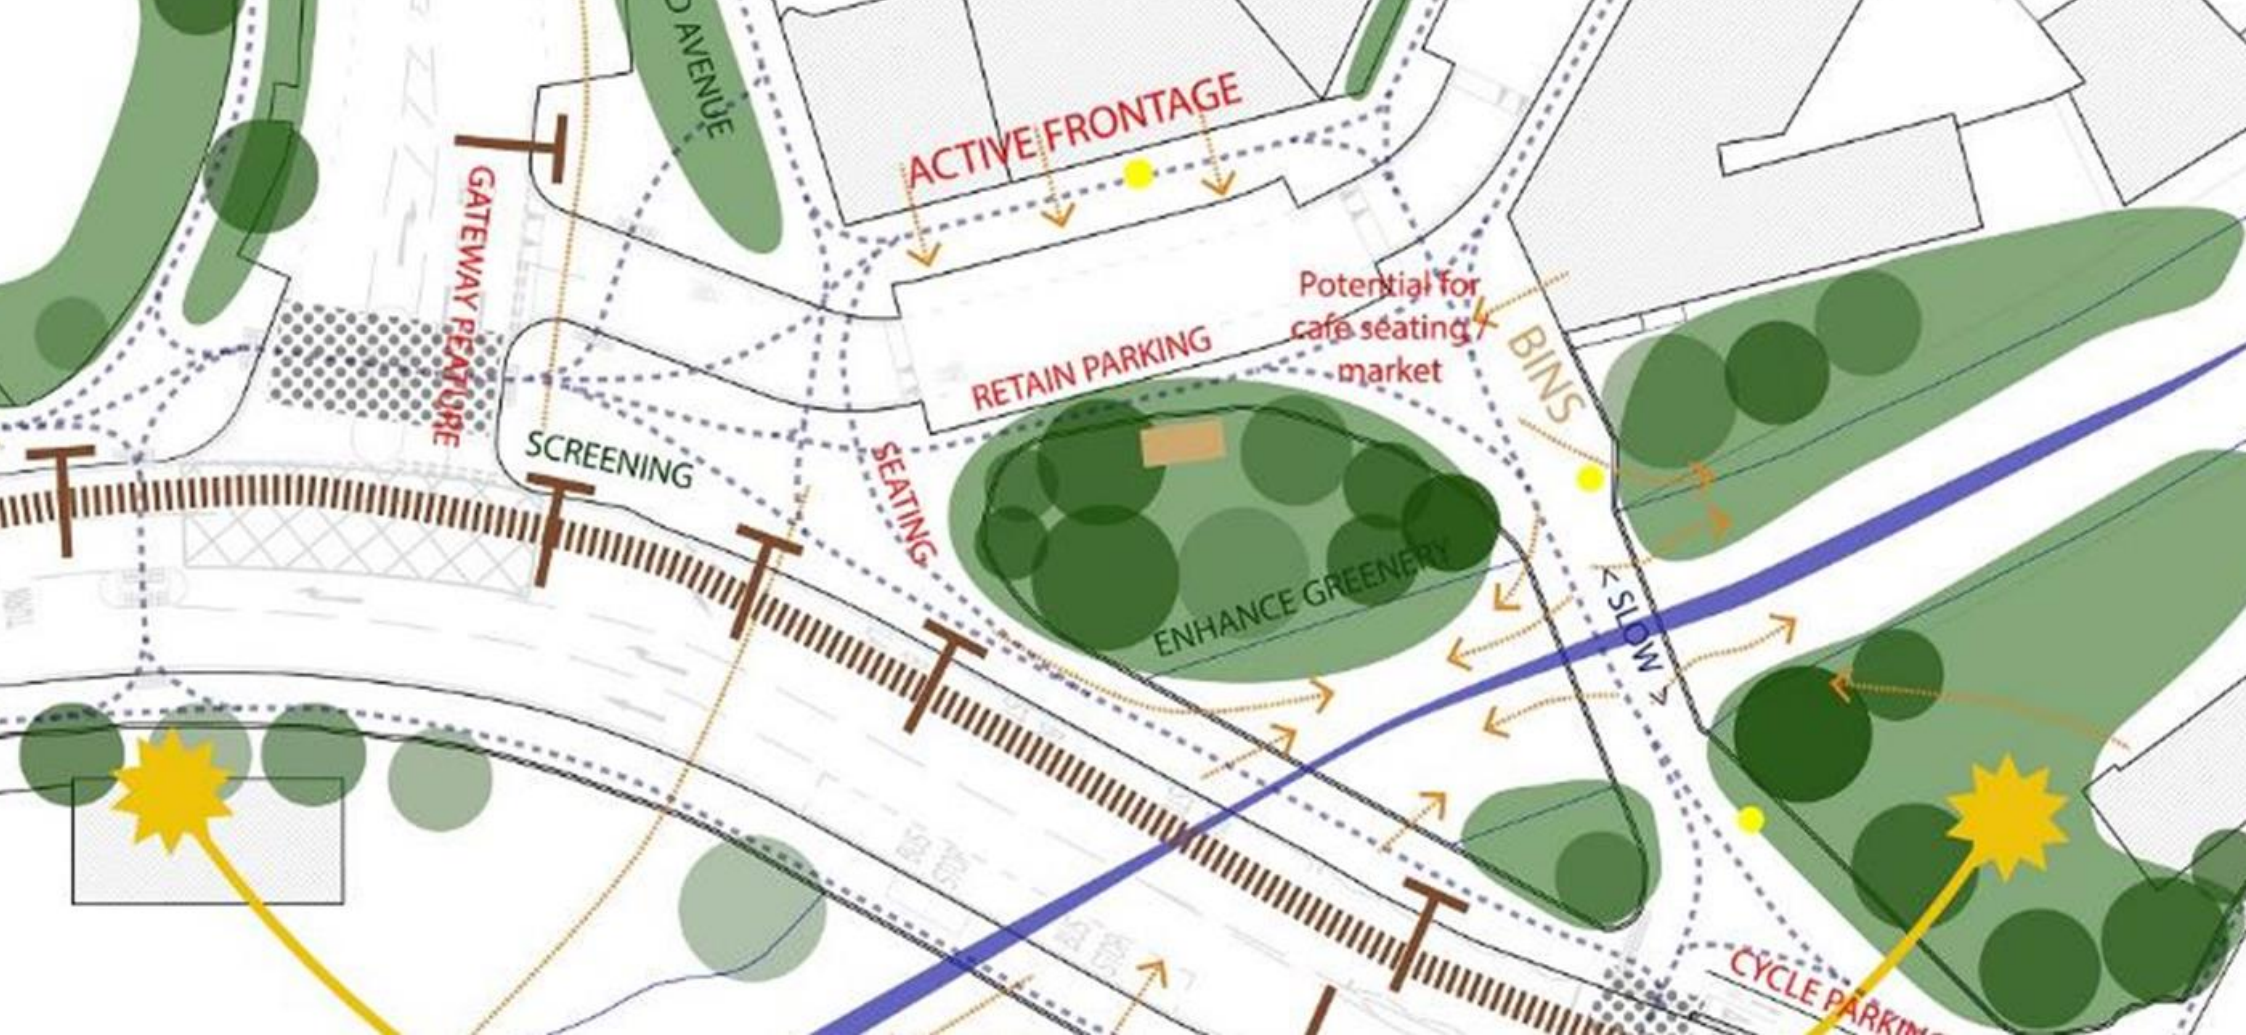 AVENUE
ACTIVE FRONTAGE
GATEWAY FEATURE
Potential for
cafe seating /
market
RETAIN PARKING
BINS
SCREENING
SEATING
ENHANCE GREENERY
< SLOW >
CYCLE PARKING